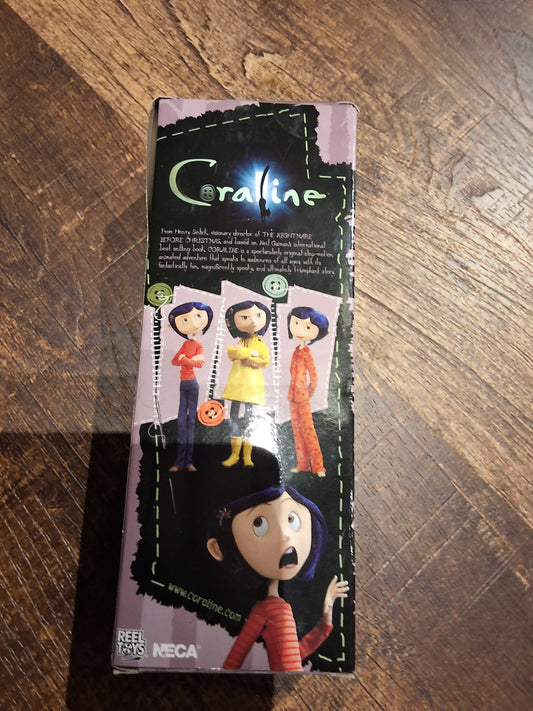 Coraline
From Henry Selick, visionary director of THE NIGHTMARE
BEFORE CHRISTMAS, and based on Neil Gaiman's international
best selling book, CORALINE is a spectacularly original stop-motion
animated adventure that speaks to audiences of all ages with its
fantastically fun, magnificently spooky, and ultimately triumphant story.
www.coraline.com
REEL
TOYS
NECA®